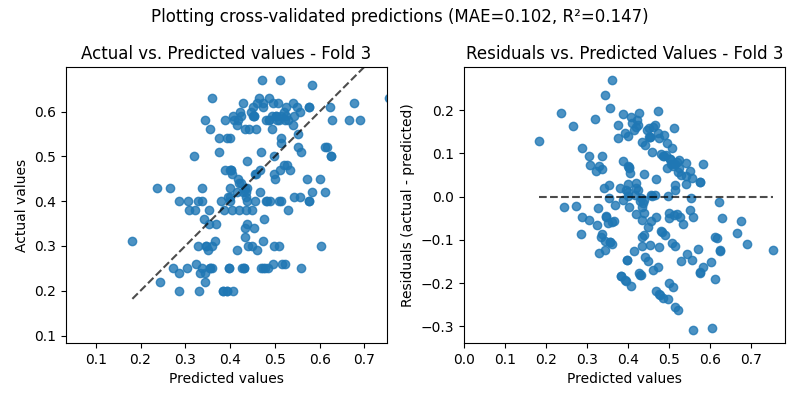 Plotting cross-validated predictions (MAE=0.102, R²=0.147)
Actual vs. Predicted values - Fold 3
Actual values
0.6
0.5
0.4
0.3
0.2
0.1
0.1 0.2 0.3 0.4 0.5 0.6 0.7
Predicted values
Residuals vs. Predicted Values - Fold 3
Residuals (actual - predicted)
0.2
0.1
0.0
−0.1
−0.2
−0.3
0.0 0.1 0.2 0.3 0.4 0.5 0.6 0.7
Predicted values